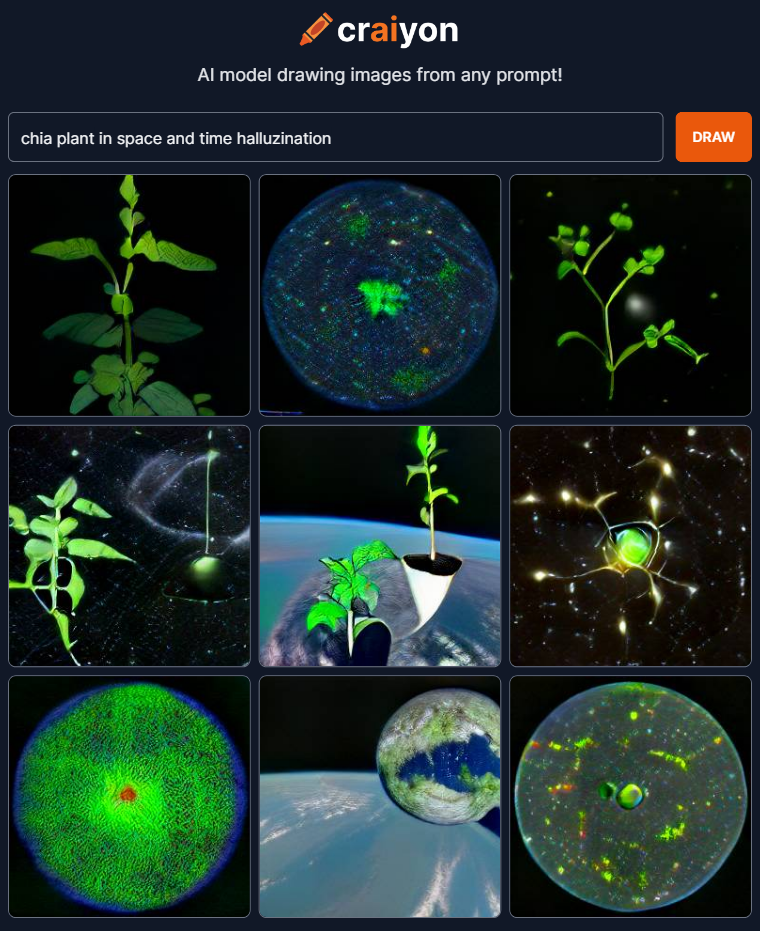 craiyon
AI model drawing images from any prompt!
chia plant in space and time halluzination
DRAW